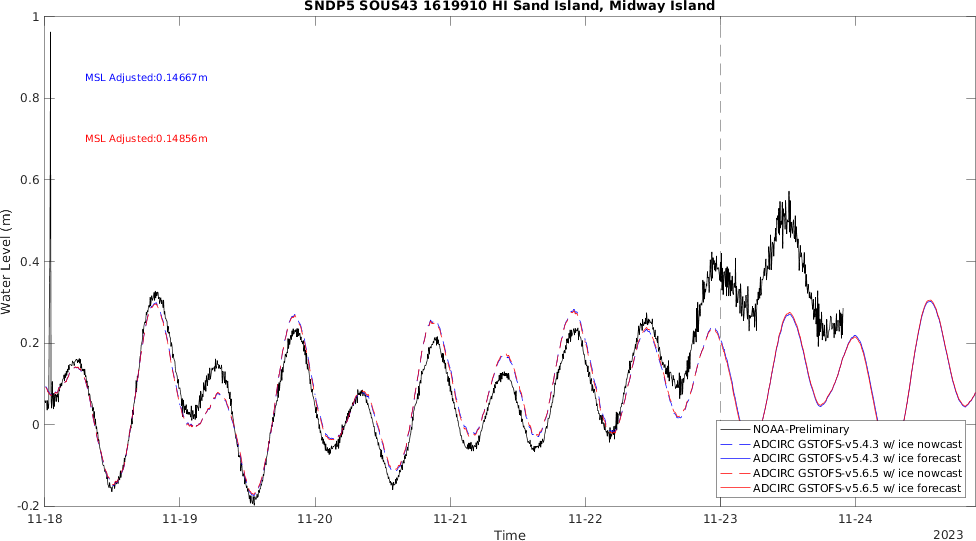 SNDP5 SOUS43 1619910 HI Sand Island, Midway Island
1
0.8
0.6
0.4
0.2
0
-0.2
Water Level (m)
MSL Adjusted:0.14667m
MSL Adjusted:0.14856m
NOAA-Preliminary
ADCIRC GSTOFS-v5.4.3 w/ ice nowcast
ADCIRC GSTOFS-v5.4.3 w/ ice forecast
ADCIRC GSTOFS-v5.6.5 w/ ice nowcast
ADCIRC GSTOFS-v5.6.5 w/ ice forecast
11-18 11-19 11-20 11-21 11-22 11-23 11-24
Time
2023